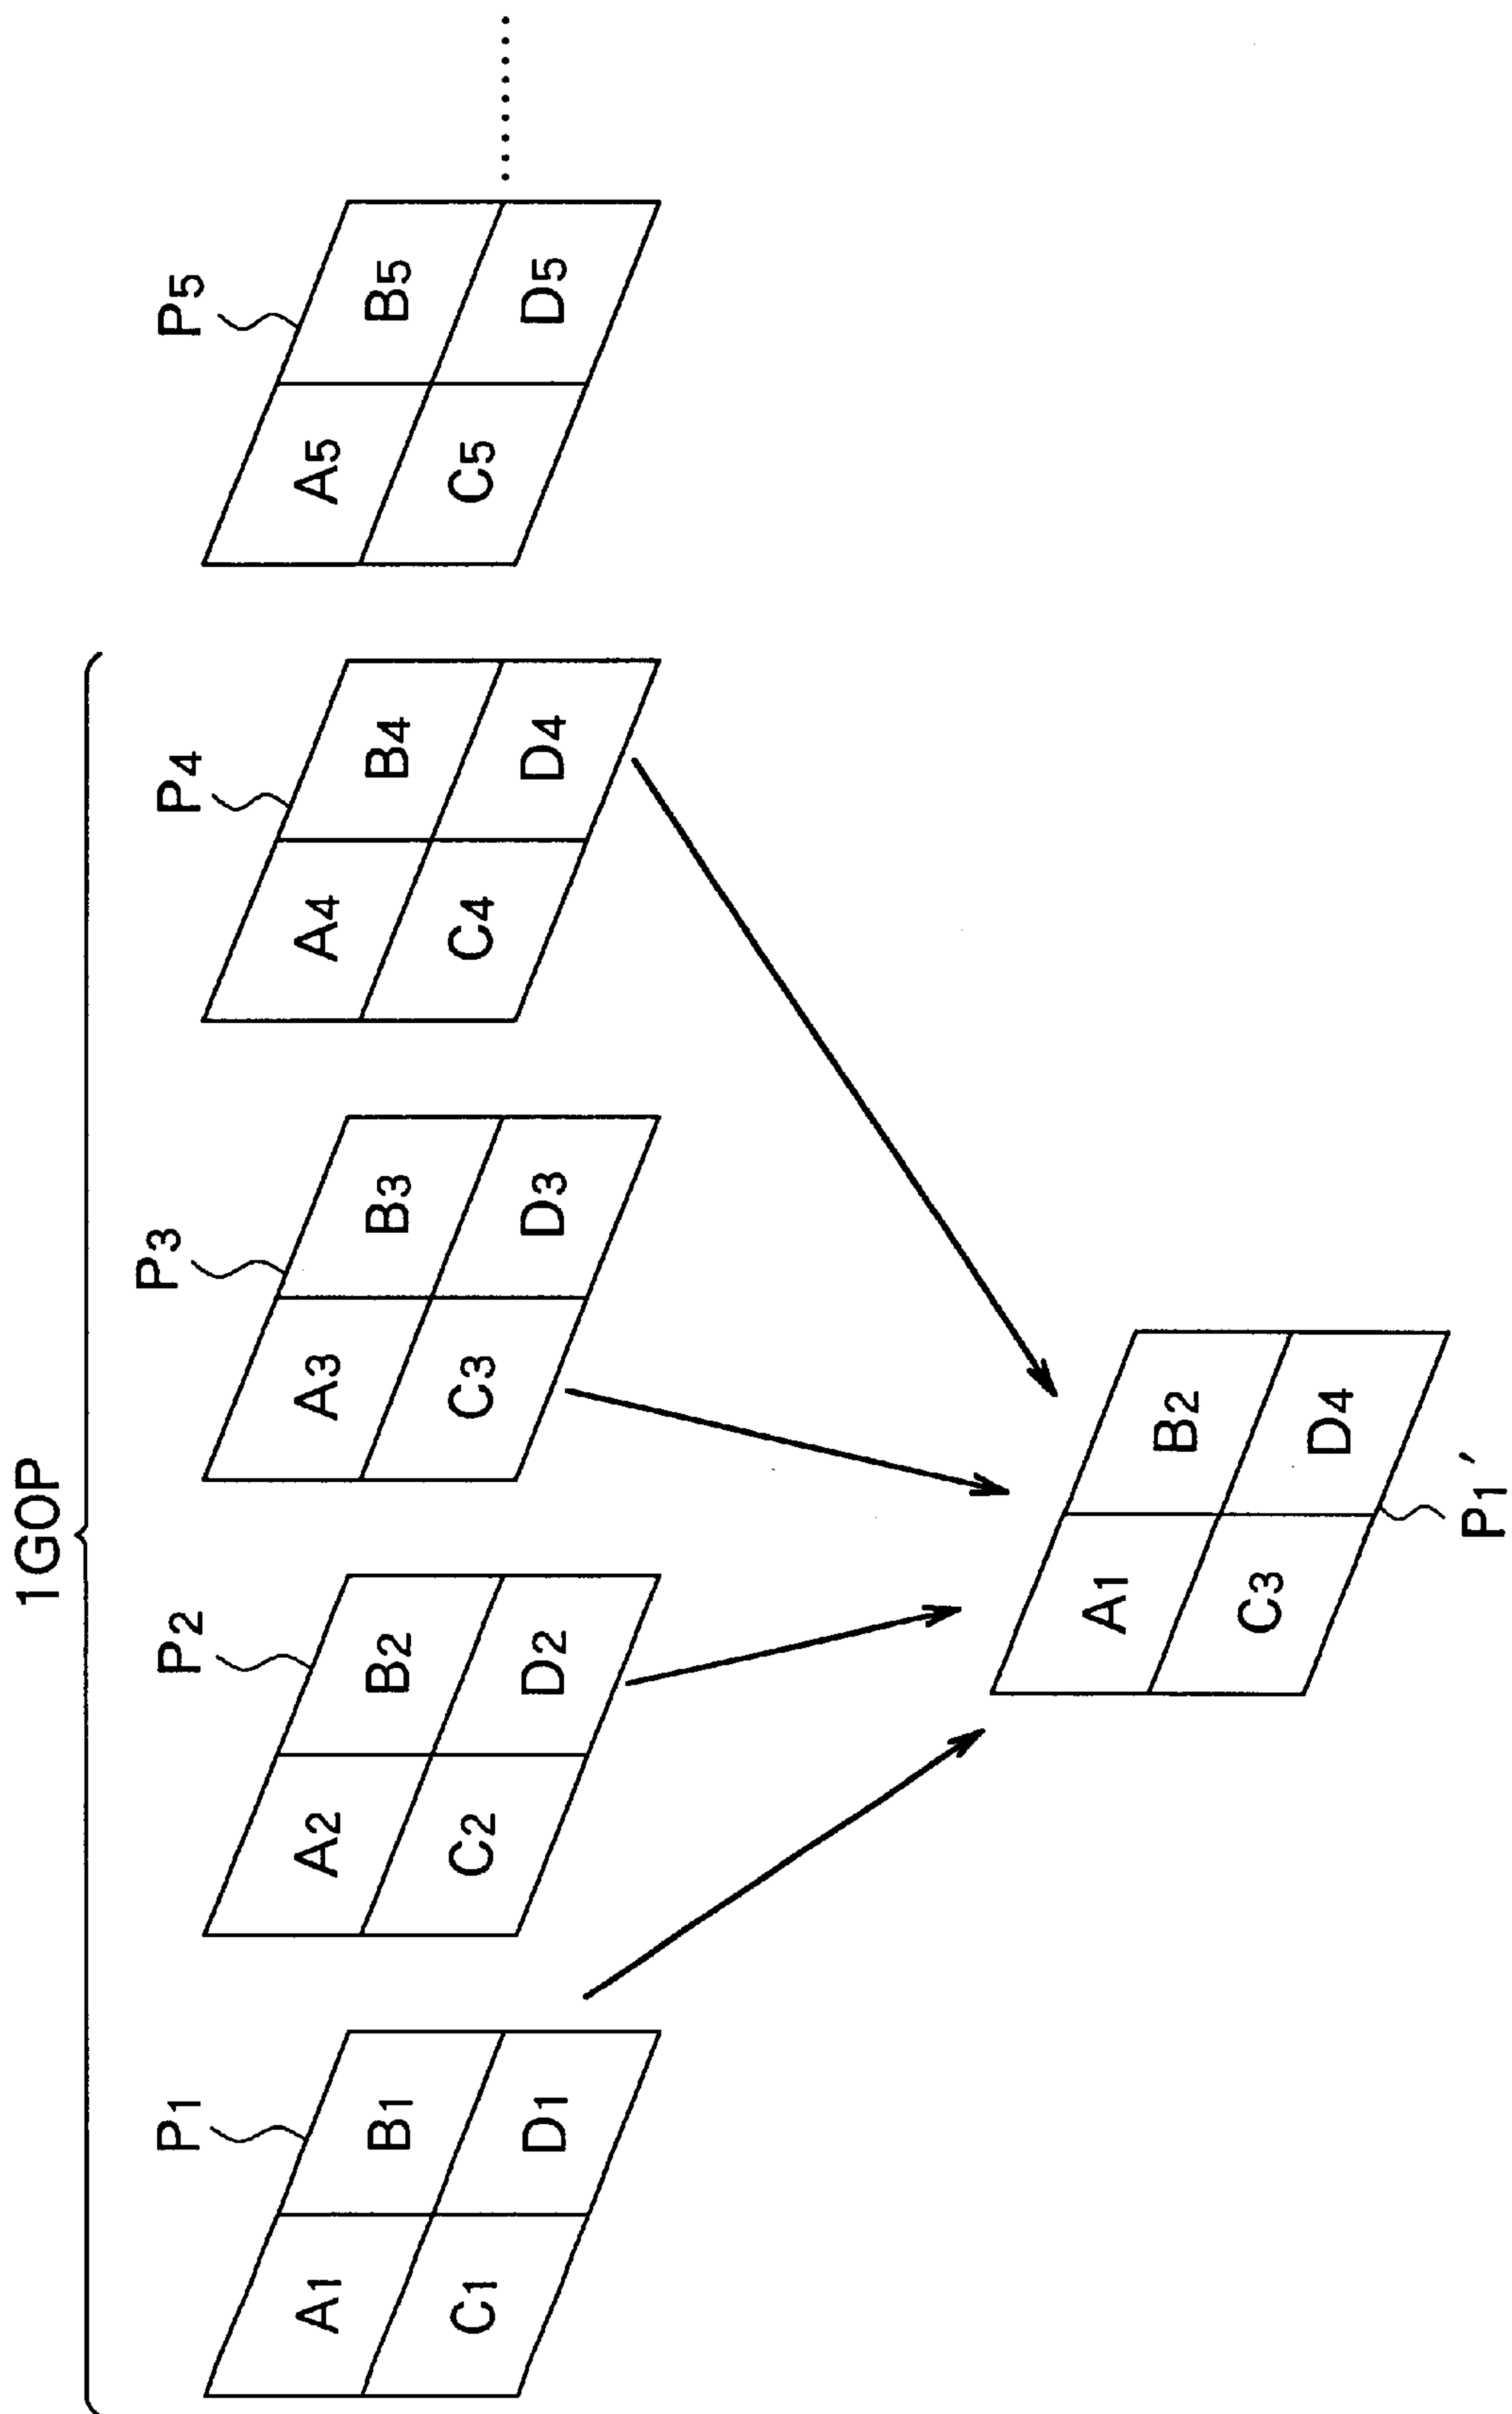 1GOP
P1
A1 B1
C1 D1
P2
A2 B2
C2 D2
P3
A3 B3
C3 D3
P4
A4 B4
C4 D4
P5
A5 B5
C5 D5
········
A1 B2
C3 D4
P1′